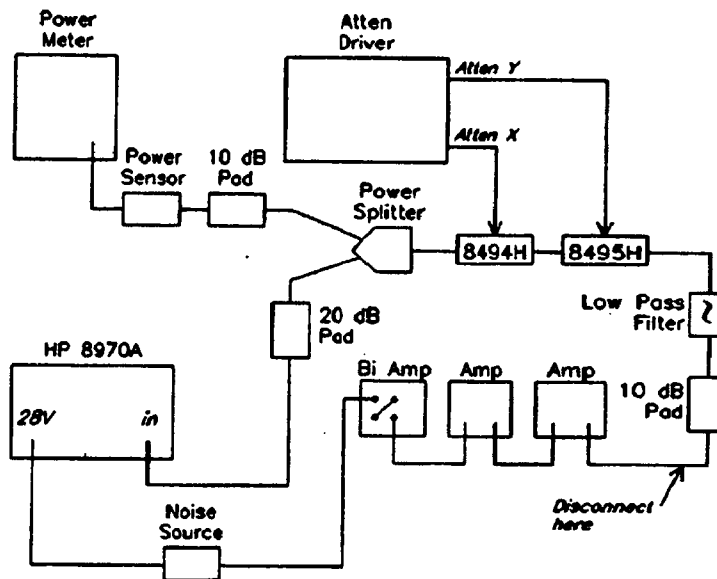 Power
Meter
Atten
Driver
Atten Y
Atten X
Power
Sensor
10 dB
Pad
Power
Splitter
8494H
8495H
20 dB
Pad
Low Pass
Filter
HP 8970A
28V
in
Bi Amp
Amp
Amp
10 dB
Pad
Noise
Source
Disconnect
here